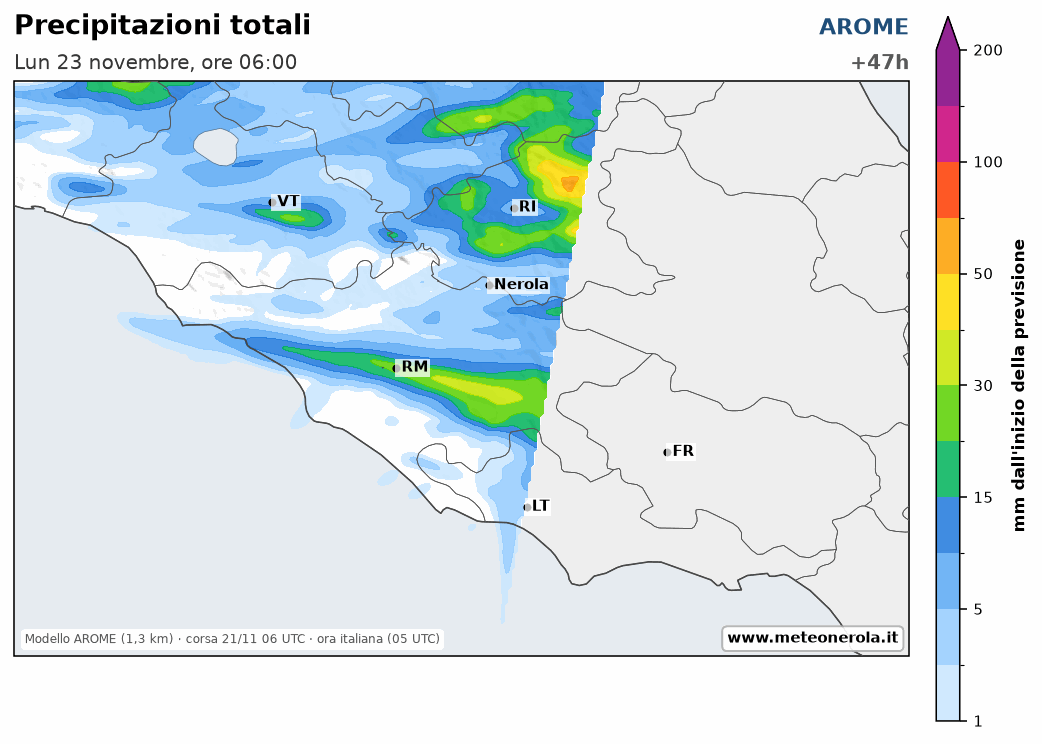 Precipitazioni totali
AROME
Lun 23 novembre, ore 06:00
+47h
200
100
50
30
15
5
1
mm dall'inizio della previsione
VT
RI
Nerola
RM
FR
LT
Modello AROME (1,3 km) · corsa 21/11 06 UTC · ora italiana (05 UTC)
www.meteonerola.it